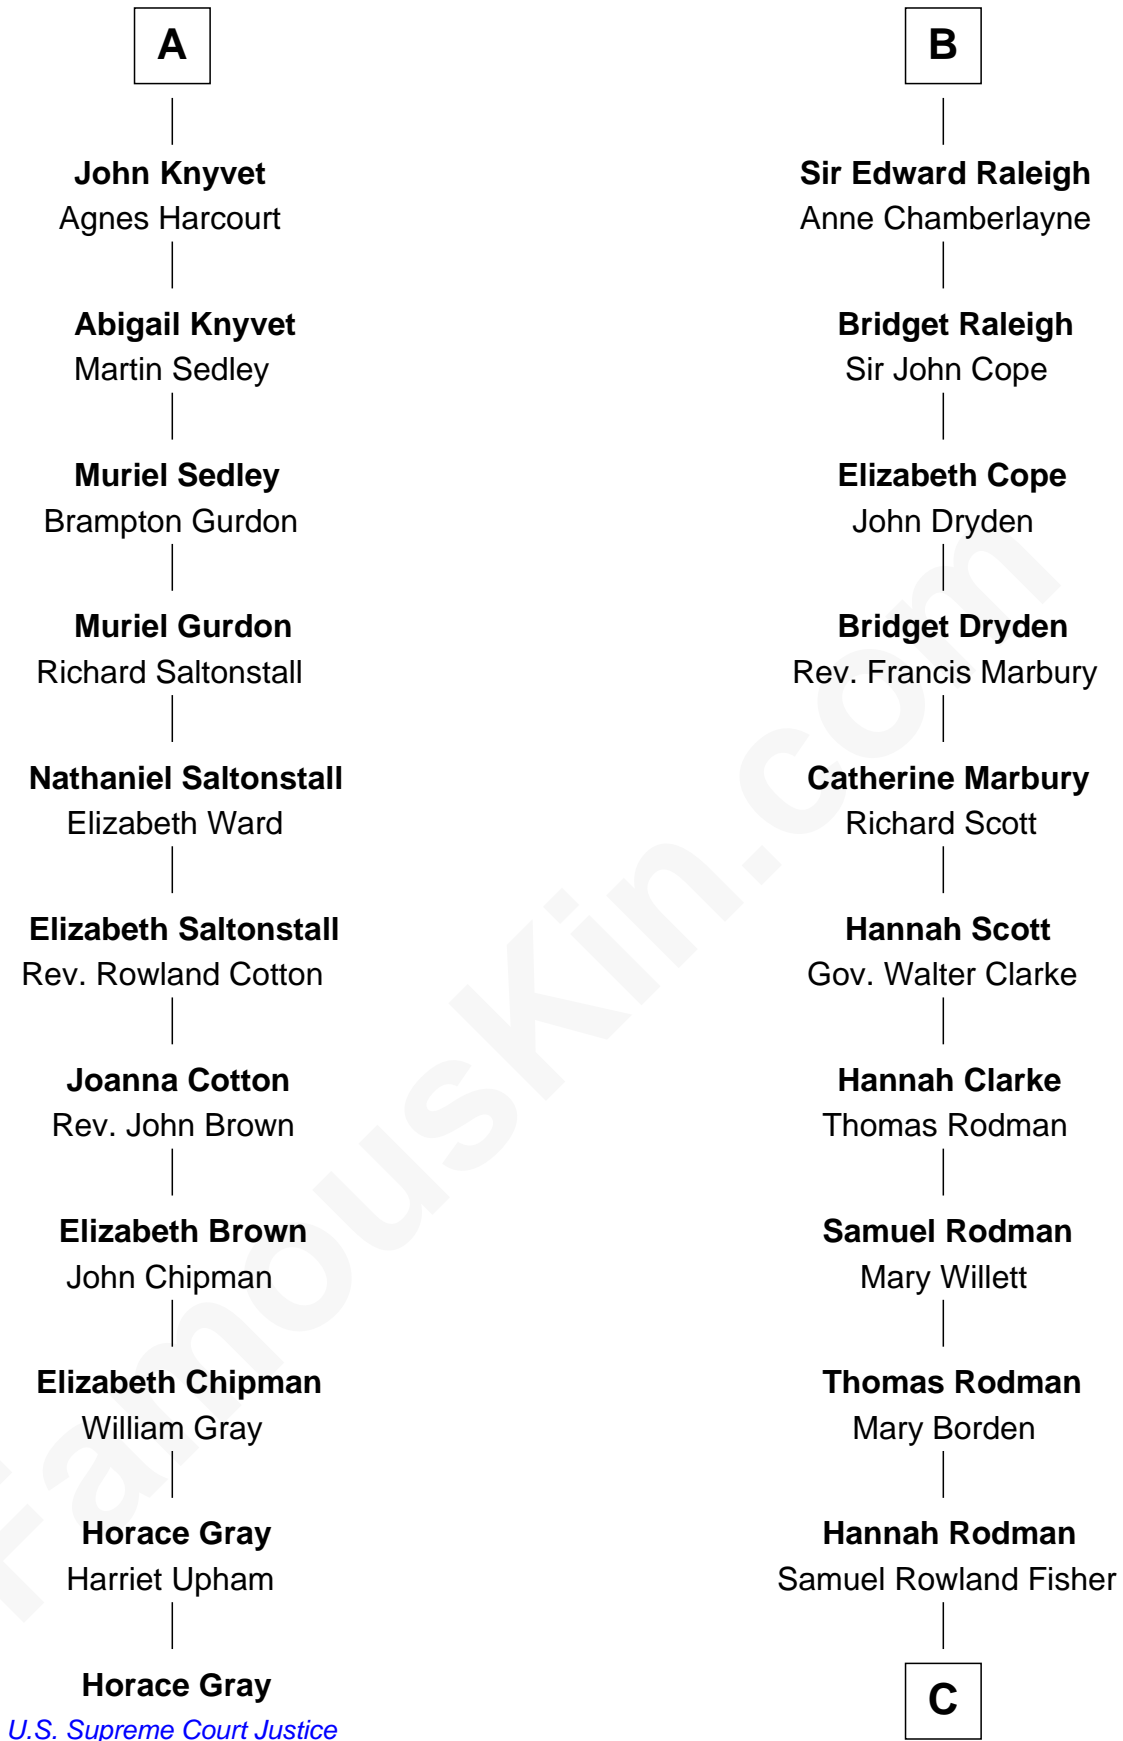 A
John Knyvet
Agnes Harcourt
Abigail Knyvet
Martin Sedley
Muriel Sedley
Brampton Gurdon
Muriel Gurdon
Richard Saltonstall
Nathaniel Saltonstall
Elizabeth Ward
Elizabeth Saltonstall
Rev. Rowland Cotton
Joanna Cotton
Rev. John Brown
Elizabeth Brown
John Chipman
Elizabeth Chipman
William Gray
Horace Gray
Harriet Upham
Horace Gray
U.S. Supreme Court Justice
B
Sir Edward Raleigh
Anne Chamberlayne
Bridget Raleigh
Sir John Cope
Elizabeth Cope
John Dryden
Bridget Dryden
Rev. Francis Marbury
Catherine Marbury
Richard Scott
Hannah Scott
Gov. Walter Clarke
Hannah Clarke
Thomas Rodman
Samuel Rodman
Mary Willett
Thomas Rodman
Mary Borden
Hannah Rodman
Samuel Rowland Fisher
C
FamousKin.com